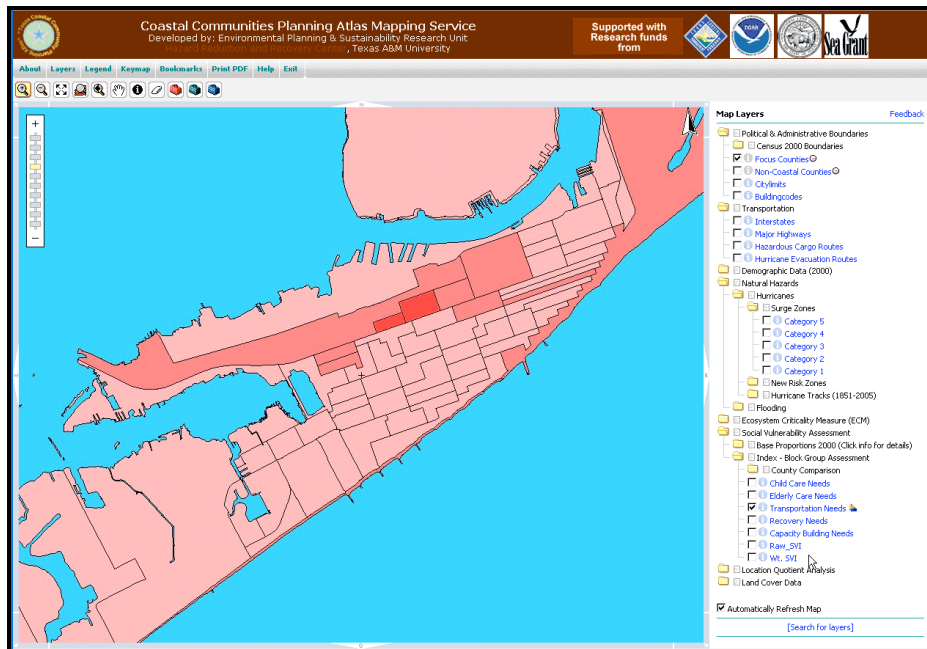 Coastal Communities Planning Atlas Mapping Service
Developed by: Environmental Planning & Sustainability Research Unit
Hazard Reduction and Recovery Center, Texas A&M University
Supported with
Research funds
from
NOAA
Sea Grant
About Layers Legend Keymap Bookmarks Print PDF Help Exit
Map Layers Feedback
Political & Administrative Boundaries
Census 2000 Boundaries
Focus Counties
Non-Coastal Counties
Citylimits
Buildingcodes
Transportation
Interstates
Major Highways
Hazardous Cargo Routes
Hurricane Evacuation Routes
Demographic Data (2000)
Natural Hazards
Hurricanes
Surge Zones
Category 5
Category 4
Category 3
Category 2
Category 1
New Risk Zones
Hurricane Tracks (1851-2005)
Flooding
Ecosystem Criticality Measure (ECM)
Social Vulnerability Assessment
Base Proportions 2000 (Click info for details)
Index - Block Group Assessment
County Comparison
Child Care Needs
Elderly Care Needs
Transportation Needs
Recovery Needs
Capacity Building Needs
Raw_SVI
Wt. SVI
Location Quotient Analysis
Land Cover Data
Automatically Refresh Map
[Search for layers]